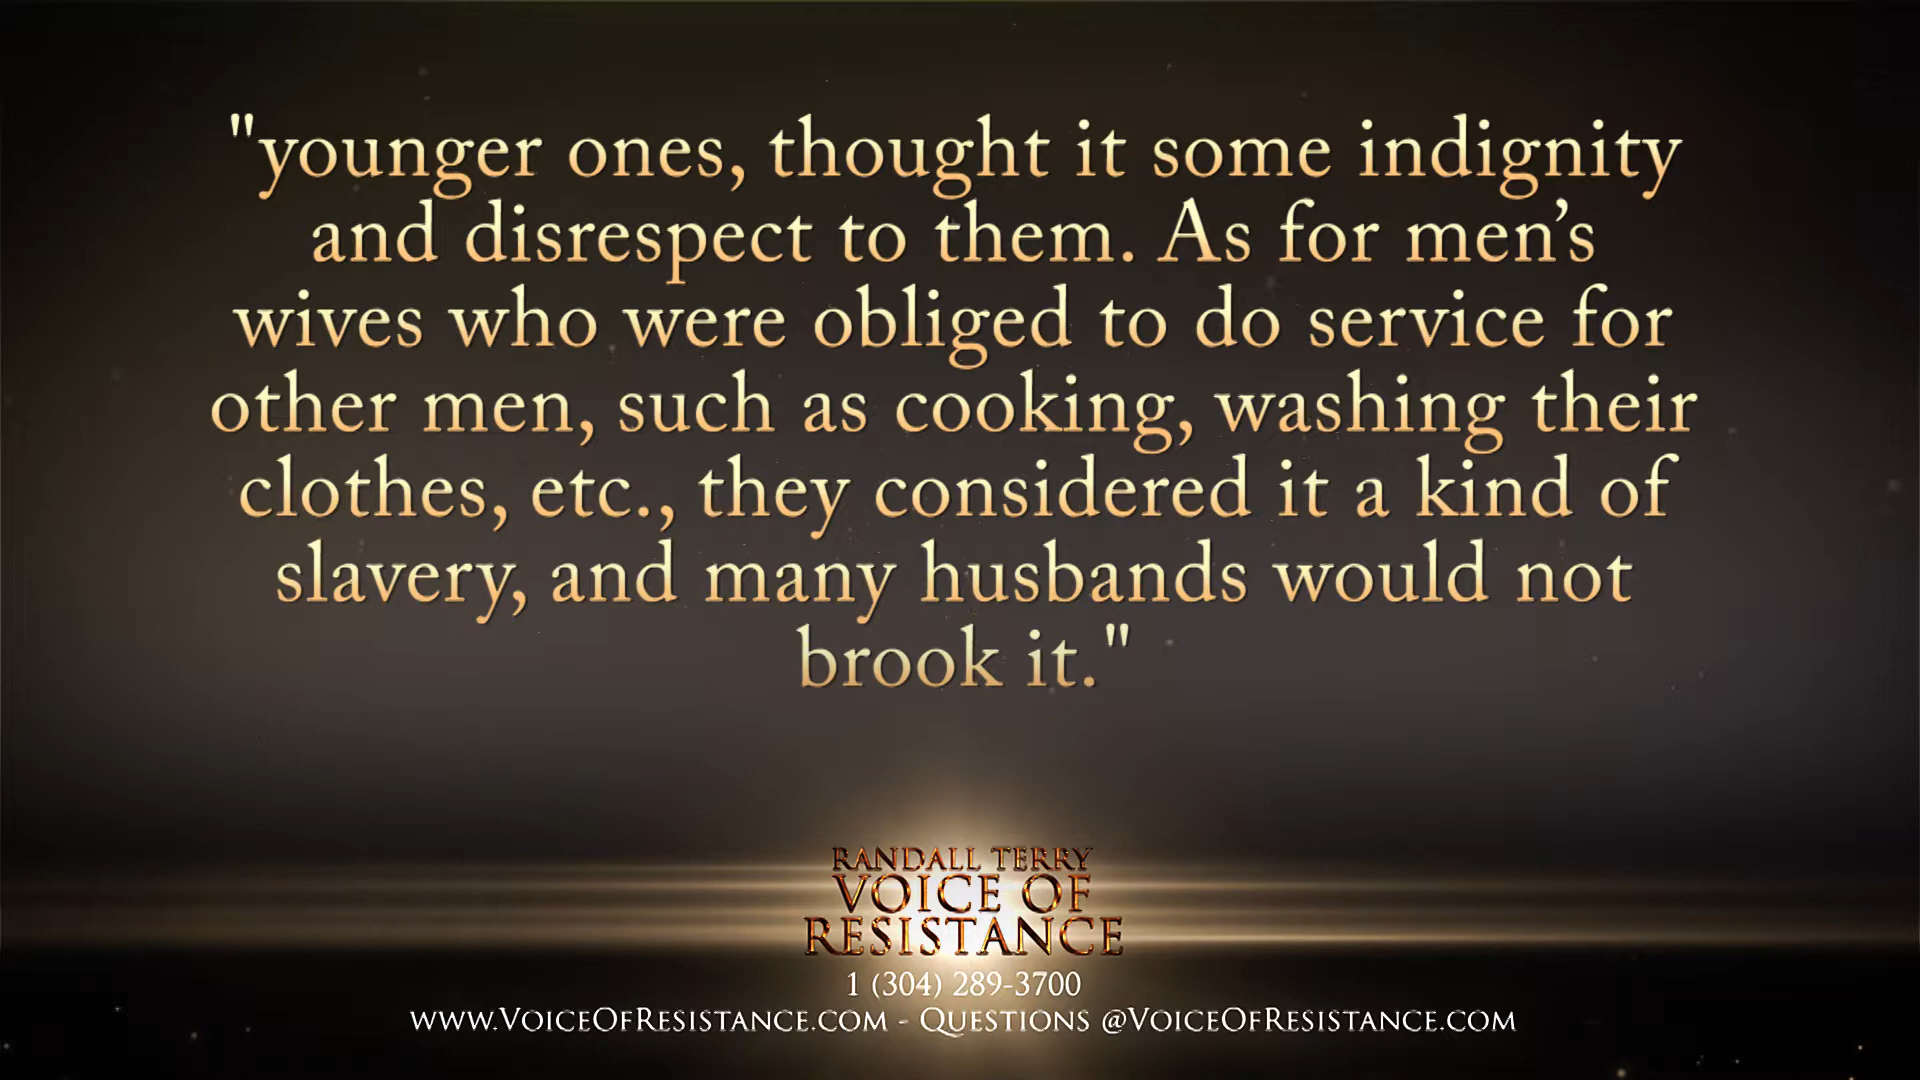 "younger ones, thought it some indignity
and disrespect to them. As for men’s
wives who were obliged to do service for
other men, such as cooking, washing their
clothes, etc., they considered it a kind of
slavery, and many husbands would not
brook it."
RANDALL TERRY
VOICE OF
RESISTANCE
1 (304) 289-3700
www.VoiceOfResistance.com - Questions @VoiceOfResistance.com